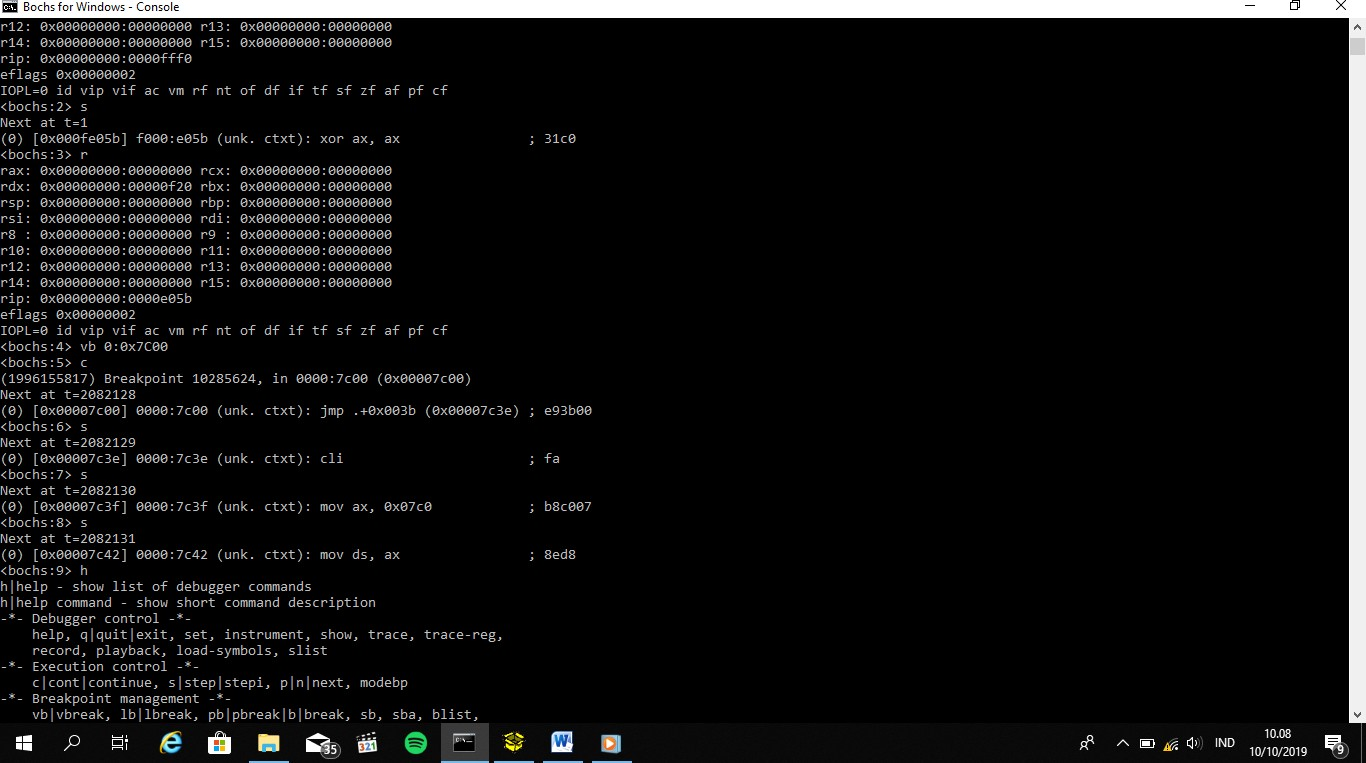 Bochs for Windows - Console
r12: 0x00000000:00000000 r13: 0x00000000:00000000
r14: 0x00000000:00000000 r15: 0x00000000:00000000
rip: 0x00000000:0000fff0
eflags 0x00000002
IOPL=0 id vip vif ac vm rf nt of df if tf sf zf af pf cf
<bochs:2> s
Next at t=1
(0) [0x000fe05b] f000:e05b (unk. ctxt): xor ax, ax                ; 31c0
<bochs:3> r
rax: 0x00000000:00000000 rcx: 0x00000000:00000000
rdx: 0x00000000:00000f20 rbx: 0x00000000:00000000
rsp: 0x00000000:00000000 rbp: 0x00000000:00000000
rsi: 0x00000000:00000000 rdi: 0x00000000:00000000
r8 : 0x00000000:00000000 r9 : 0x00000000:00000000
r10: 0x00000000:00000000 r11: 0x00000000:00000000
r12: 0x00000000:00000000 r13: 0x00000000:00000000
r14: 0x00000000:00000000 r15: 0x00000000:00000000
rip: 0x00000000:0000e05b
eflags 0x00000002
IOPL=0 id vip vif ac vm rf nt of df if tf sf zf af pf cf
<bochs:4> vb 0:0x7C00
<bochs:5> c
(1996155817) Breakpoint 10285624, in 0000:7c00 (0x00007c00)
Next at t=2082128
(0) [0x00007c00] 0000:7c00 (unk. ctxt): jmp .+0x003b (0x00007c3e) ; e93b00
<bochs:6> s
Next at t=2082129
(0) [0x00007c3e] 0000:7c3e (unk. ctxt): cli                       ; fa
<bochs:7> s
Next at t=2082130
(0) [0x00007c3f] 0000:7c3f (unk. ctxt): mov ax, 0x07c0            ; b8c007
<bochs:8> s
Next at t=2082131
(0) [0x00007c42] 0000:7c42 (unk. ctxt): mov ds, ax                ; 8ed8
<bochs:9> h
h|help - show list of debugger commands
h|help command - show short command description
-*- Debugger control -*-
    help, q|quit|exit, set, instrument, show, trace, trace-reg,
    record, playback, load-symbols, slist
-*- Execution control -*-
    c|cont|continue, s|step|stepi, p|n|next, modebp
-*- Breakpoint management -*-
    vb|vbreak, lb|lbreak, pb|pbreak|b|break, sb, sba, blist,
35
321
IND
10.08
10/10/2019
9